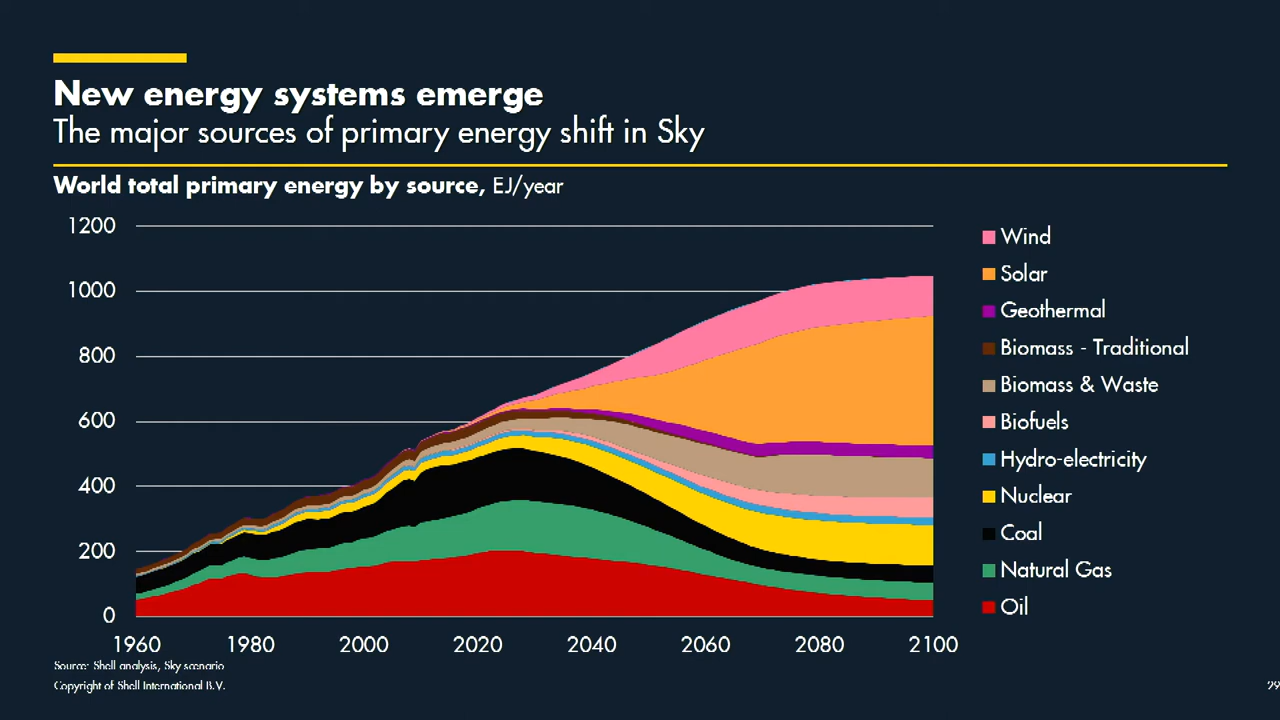 New energy systems emerge
The major sources of primary energy shift in Sky
World total primary energy by source, EJ/year
1200
1000
800
600
400
200
0
1960 1980 2000 2020 2040 2060 2080 2100
Wind
Solar
Geothermal
Biomass - Traditional
Biomass & Waste
Biofuels
Hydro-electricity
Nuclear
Coal
Natural Gas
Oil
Source: Shell analysis, Sky scenario
Copyright of Shell International B.V.
29